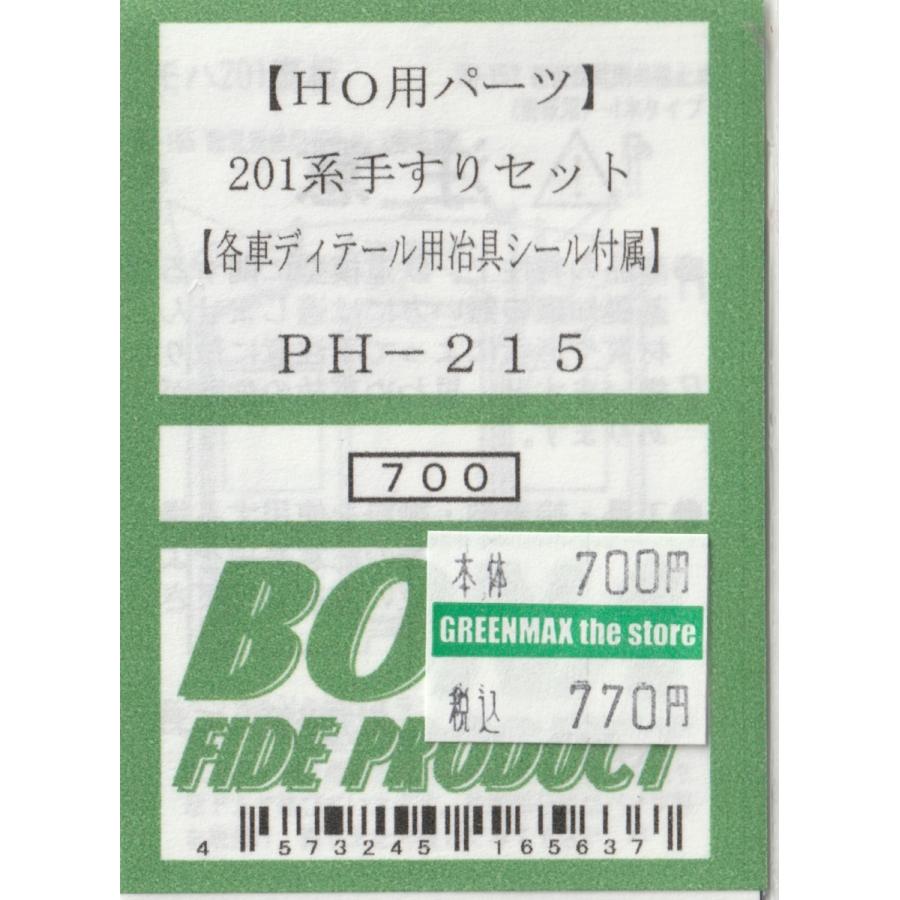 【HO用パーツ】
201系手すりセット
【各車ディテール用冶具シール付属】
PH-215
700
本体 700円
GREENMAX the store
税込 770円
BO
FIDE PRODUCT
4 573245 165637